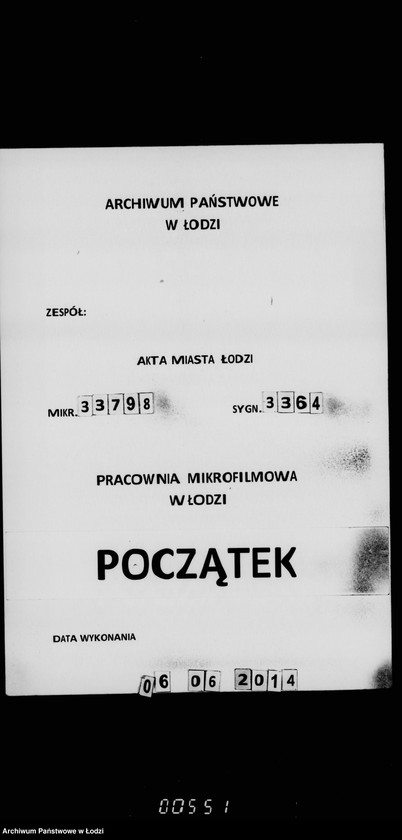 ARCHIWUM PAŃSTWOWE
W ŁODZI
ZESPÓŁ:
AKTA MIASTA ŁODZI
MIKR. 33798 SYGN. 3364
PRACOWNIA MIKROFILMOWA
W ŁODZI
POCZĄTEK
DATA WYKONANIA
06 06 2014
00551
Archiwum Państwowe w Łodzi